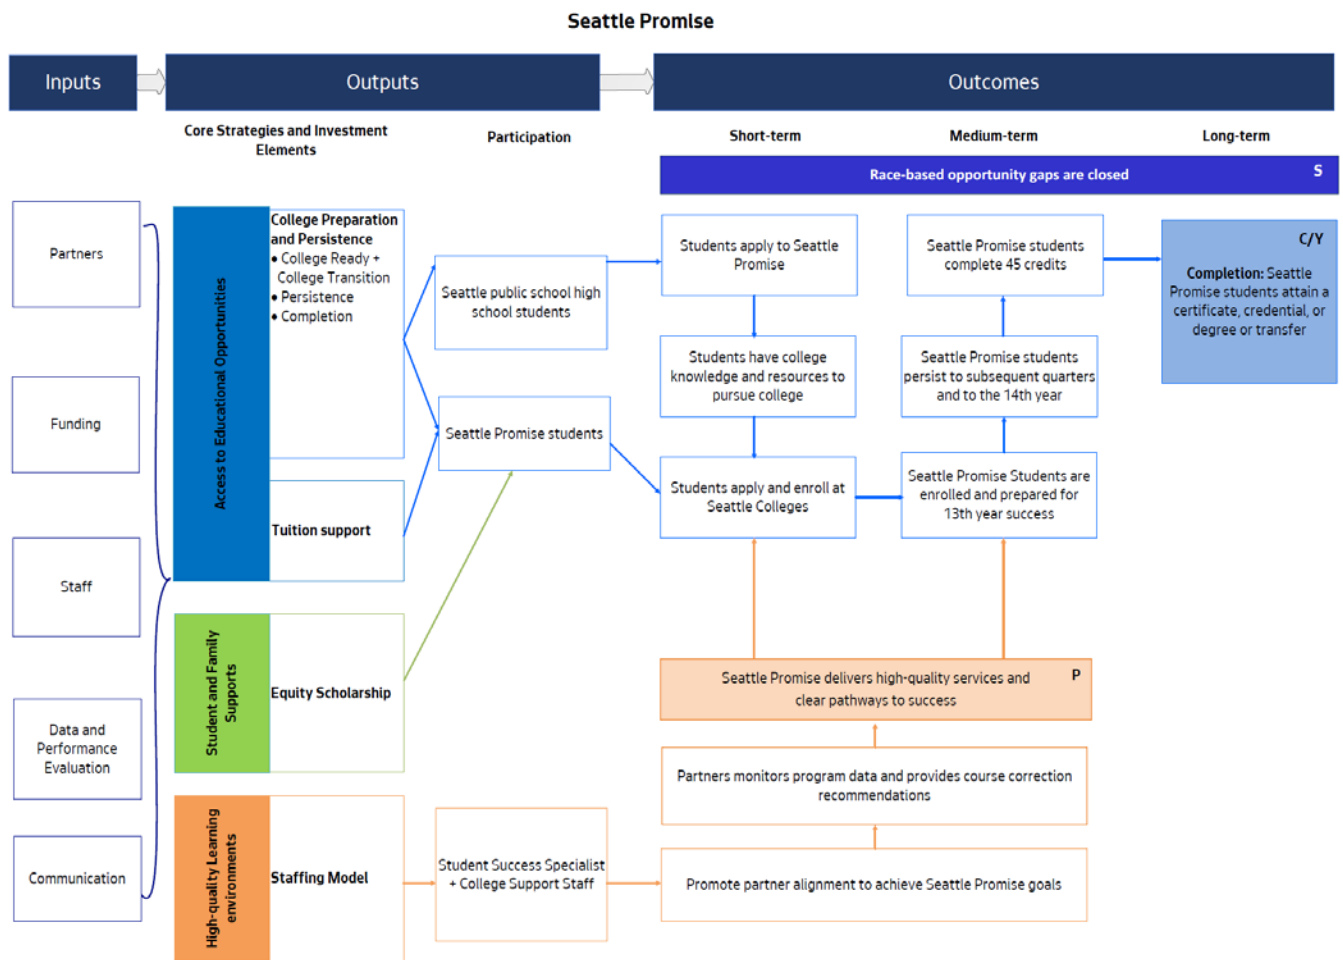 Seattle Promise
Inputs
Outputs
Outcomes
Core Strategies and Investment
Elements
Participation
Short-term
Medium-term
Long-term
Race-based opportunity gaps are closed
S
Partners
Funding
Staff
Data and
Performance
Evaluation
Communication
Access to Educational Opportunities
College Preparation
and Persistence
● College Ready +
College Transition
● Persistence
● Completion
Tuition support
Student and Family
Supports
Equity Scholarship
High-quality Learning
environments
Staffing Model
Seattle public school high
school students
Seattle Promise students
Student Success Specialist
+ College Support Staff
Students apply to Seattle
Promise
Students have college
knowledge and resources to
pursue college
Students apply and enroll at
Seattle Colleges
Seattle Promise students
complete 45 credits
Seattle Promise students
persist to subsequent quarters
and to the 14th year
Seattle Promise Students are
enrolled and prepared for
13th year success
C/Y
Completion: Seattle
Promise students attain a
certificate, credential, or
degree or transfer
Seattle Promise delivers high-quality services and
clear pathways to success
P
Partners monitors program data and provides course correction
recommendations
Promote partner alignment to achieve Seattle Promise goals